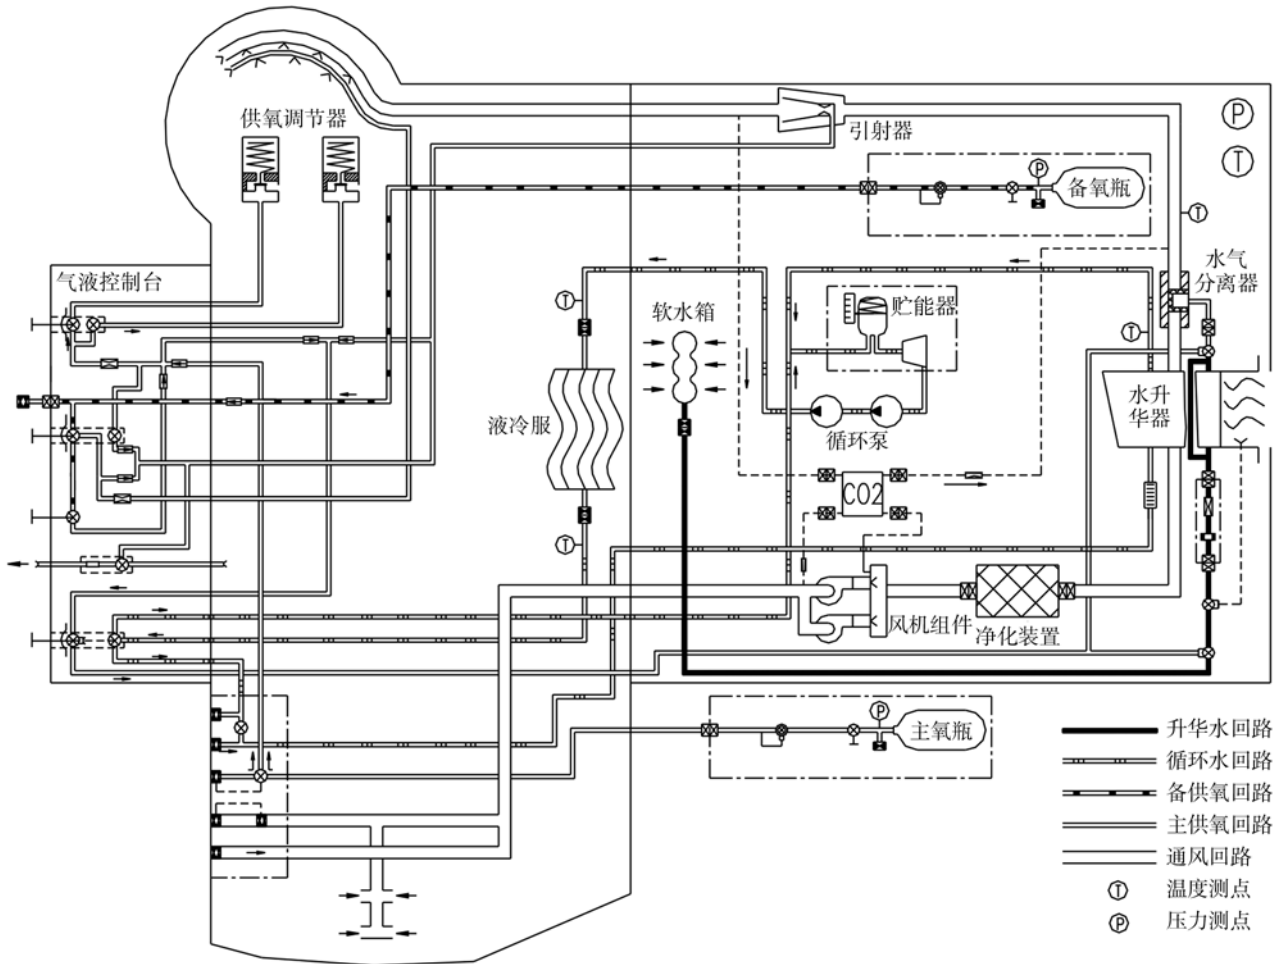 供氧调节器
引射器
P
T
P
备氧瓶
T
气液控制台
水气
分离器
T
软水箱
贮能器
T
液冷服
循环泵
水升
华器
CO2
T
风机组件
净化装置
P
主氧瓶
升华水回路
循环水回路
备供氧回路
主供氧回路
通风回路
T 温度测点
P 压力测点